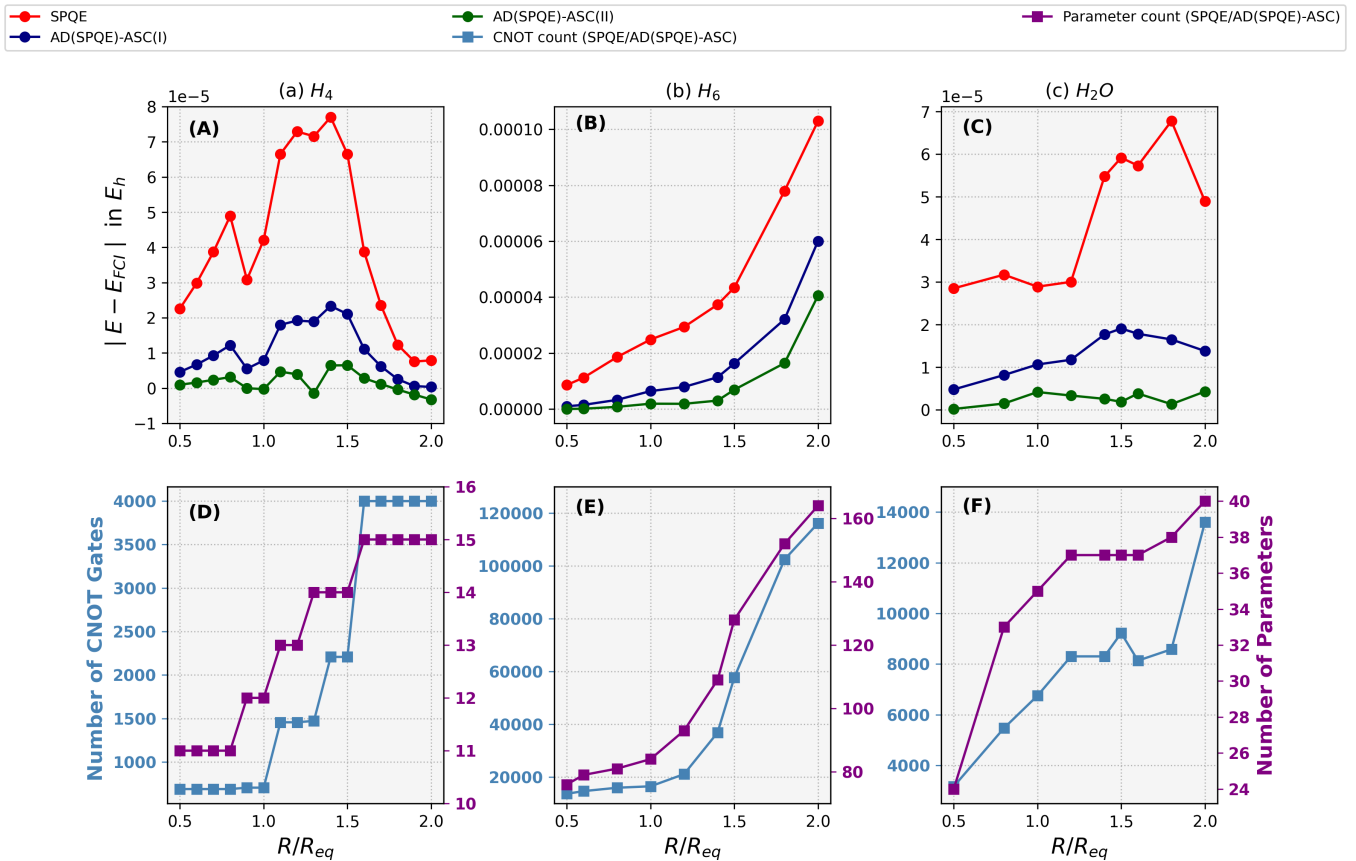 SPQE
AD(SPQE)-ASC(I)
AD(SPQE)-ASC(II)
CNOT count (SPQE/AD(SPQE)-ASC)
Parameter count (SPQE/AD(SPQE)-ASC)
(a) H₄
1e−5
(A)
8
7
6
5
4
3
2
1
0
−1
| E − E_FCI | in E_h
0.5 1.0 1.5 2.0
(b) H₆
(B)
0.00010
0.00008
0.00006
0.00004
0.00002
0.00000
0.5 1.0 1.5 2.0
(c) H₂O
1e−5
(C)
7
6
5
4
3
2
1
0
0.5 1.0 1.5 2.0
(D)
Number of CNOT Gates
4000
3500
3000
2500
2000
1500
1000
16
15
14
13
12
11
10
0.5 1.0 1.5 2.0
R/R_eq
(E)
120000
100000
80000
60000
40000
20000
160
140
120
100
80
0.5 1.0 1.5 2.0
R/R_eq
(F)
14000
12000
10000
8000
6000
4000
40
38
36
34
32
30
28
26
24
Number of Parameters
0.5 1.0 1.5 2.0
R/R_eq